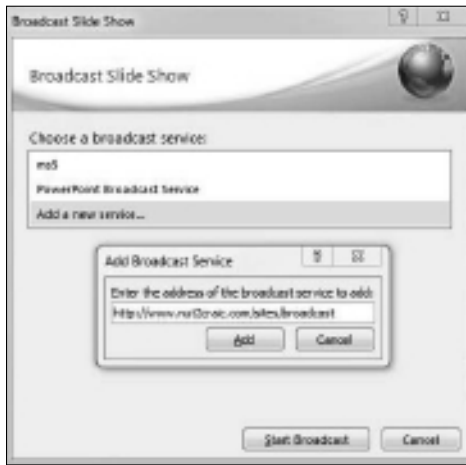 Broadcast Slide Show
Broadcast Slide Show
Choose a broadcast service:
PowerPoint Broadcast Service
Add a new service...
Add Broadcast Service
Enter the address of the broadcast service to add:
Add Cancel
Start Broadcast Cancel